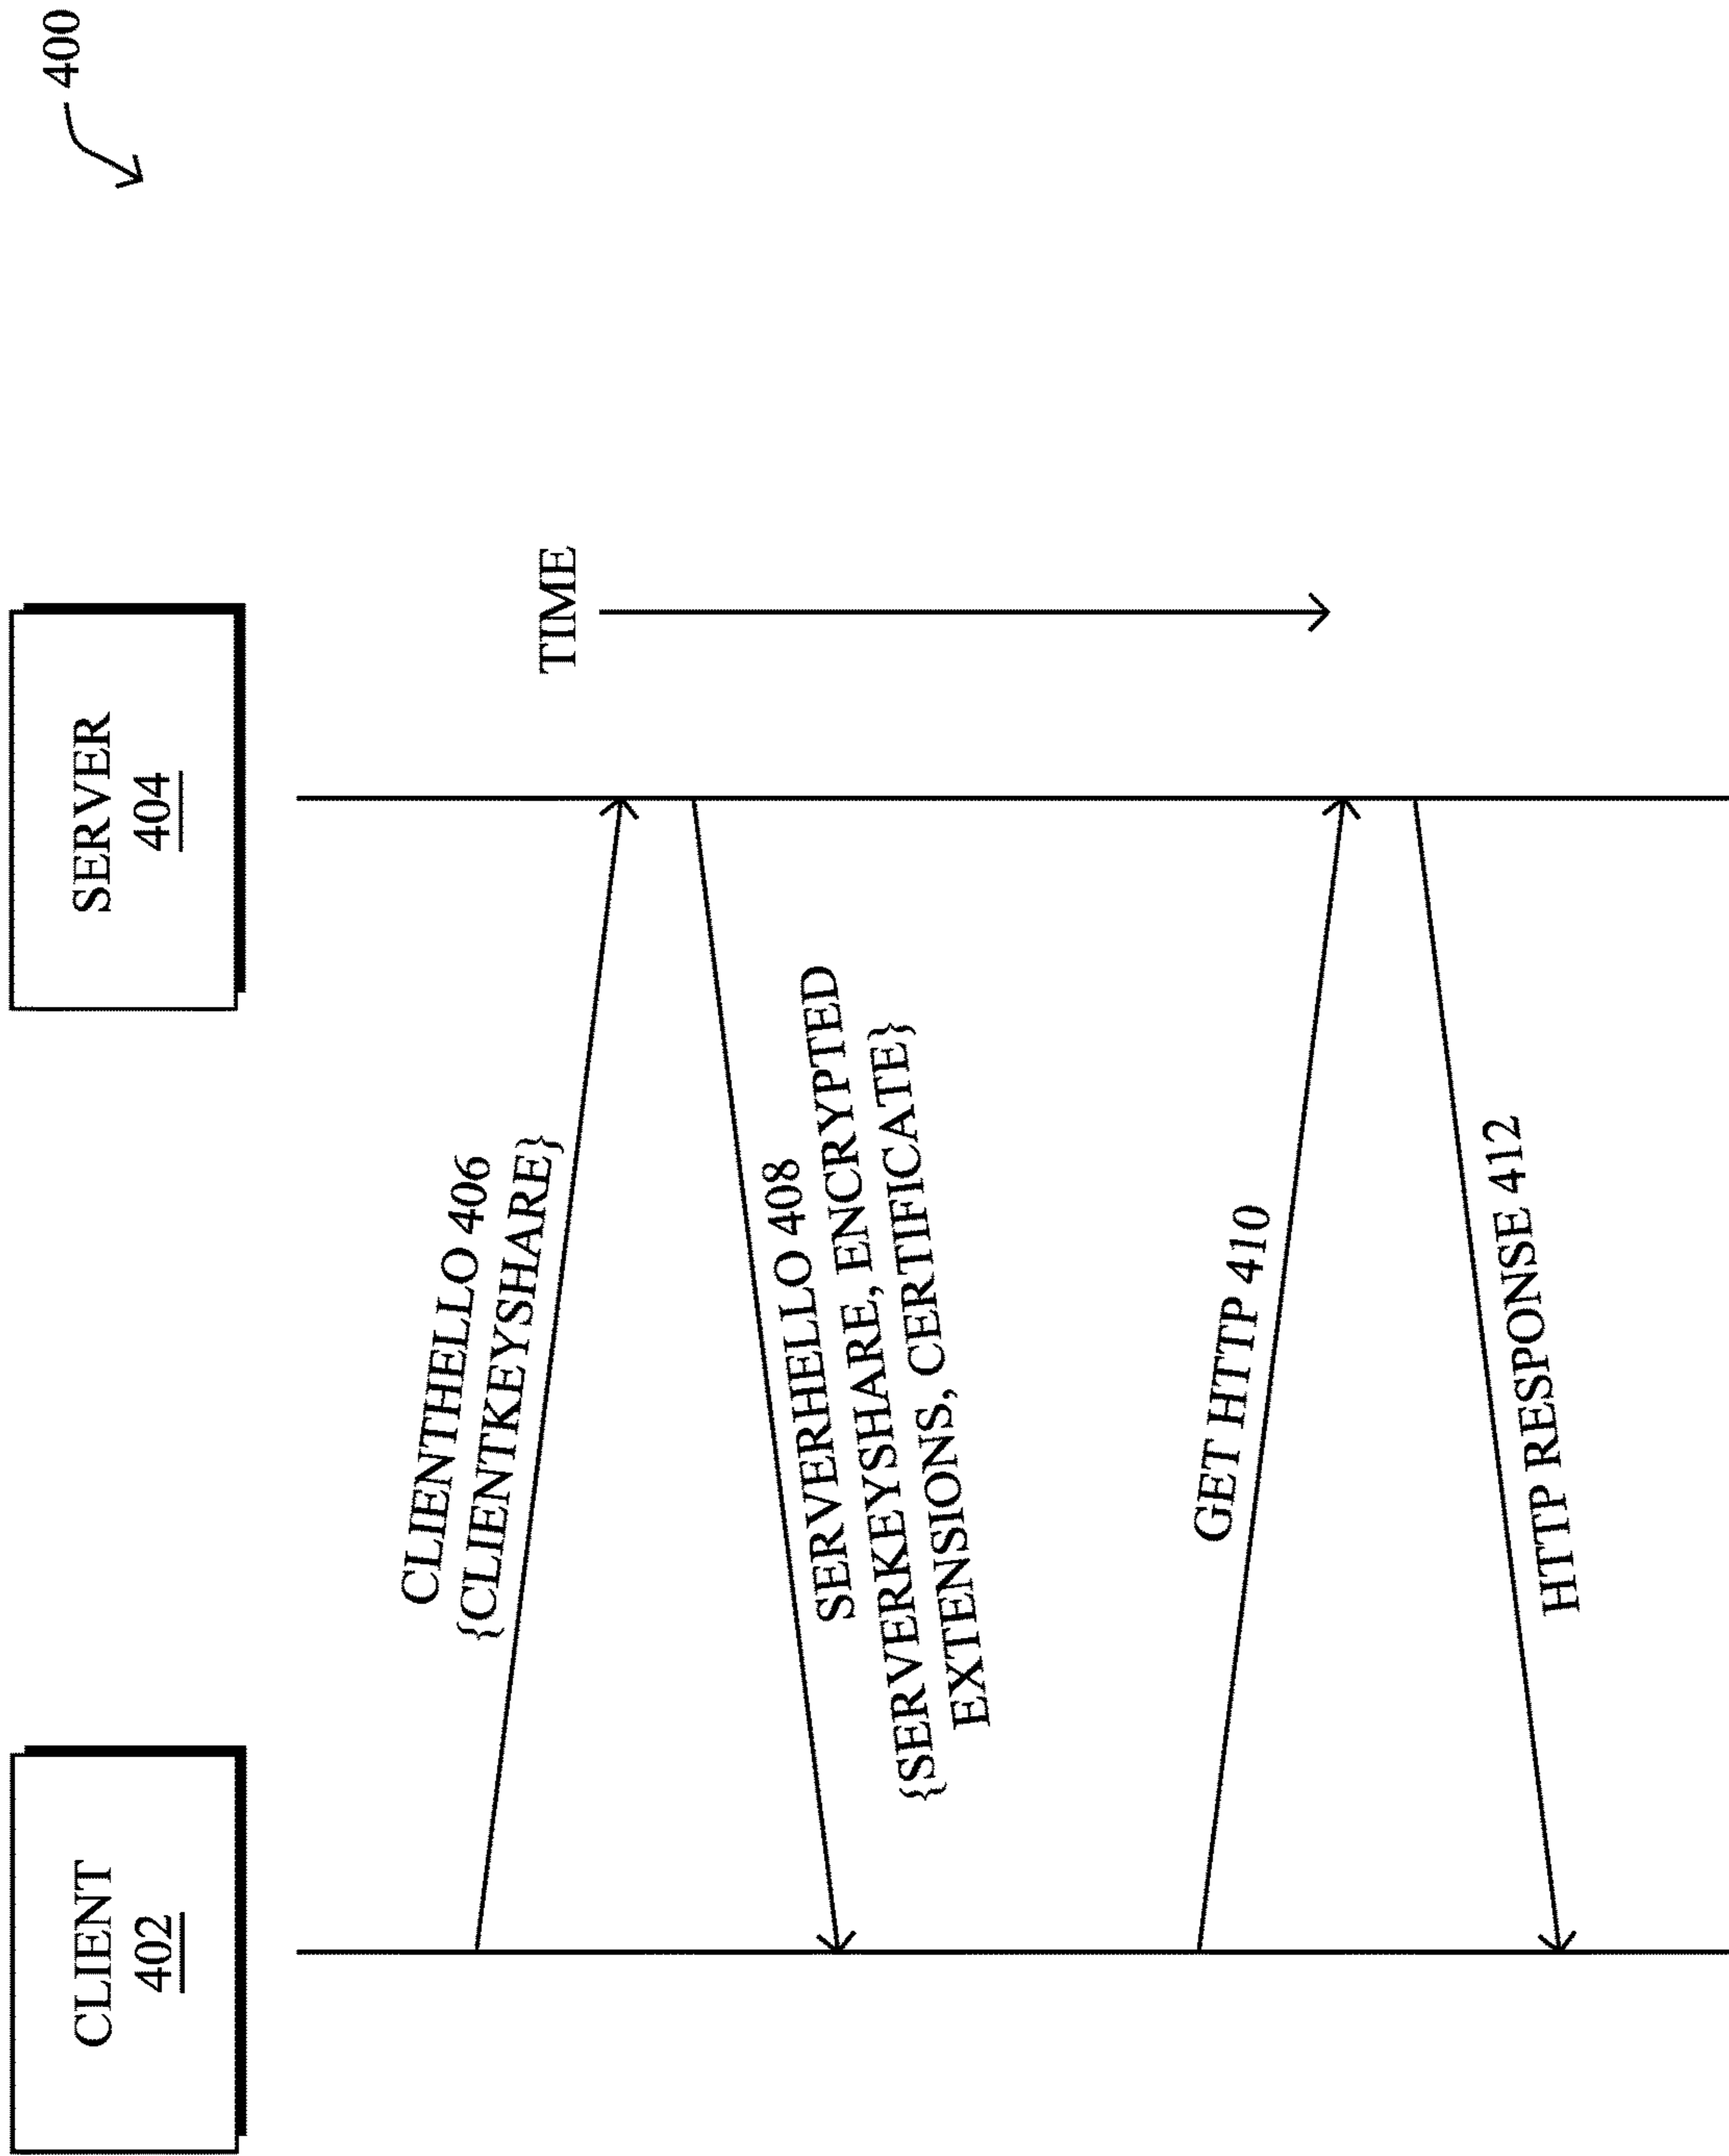 400
CLIENT
402
SERVER
404
TIME
CLIENTHELLO 406
{CLIENTKEYSHARE}
SERVERHELLO 408
SERVERKEYSHARE, ENCRYPTED
{SERVERKEYSHARE, CERTIFICATE}
EXTENSIONS, CERTIFICATE}
GET HTTP 410
HTTP RESPONSE 412